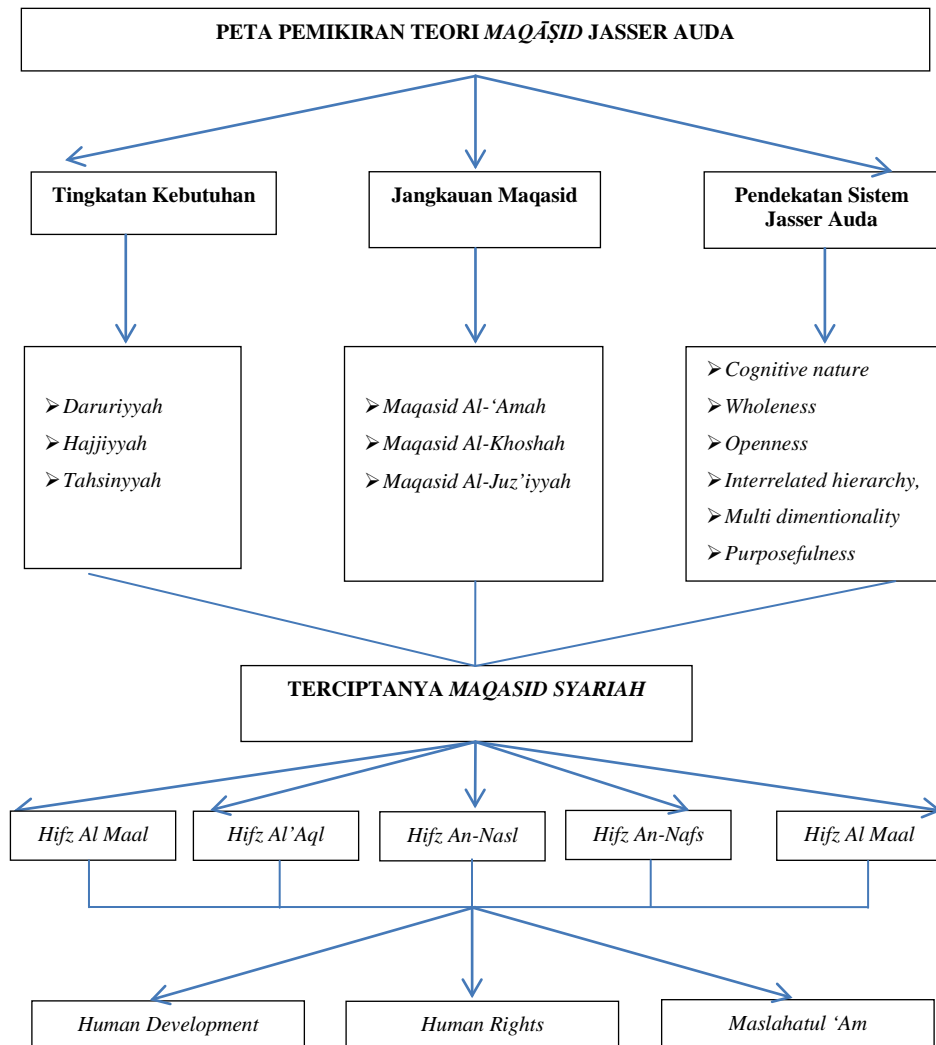 PETA PEMIKIRAN TEORI MAQĀṢID JASSER AUDA
Tingkatan Kebutuhan
Jangkauan Maqasid
Pendekatan Sistem
Jasser Auda
➢ Daruriyyah
➢ Hajjiyyah
➢ Tahsinyyah
➢ Maqasid Al-‘Amah
➢ Maqasid Al-Khoshah
➢ Maqasid Al-Juz’iyyah
➢ Cognitive nature
➢ Wholeness
➢ Openness
➢ Interrelated hierarchy,
➢ Multi dimentionality
➢ Purposefulness
TERCIPTANYA MAQASID SYARIAH
Hifz Al Maal
Hifz Al’Aql
Hifz An-Nasl
Hifz An-Nafs
Hifz Al Maal
Human Development
Human Rights
Maslahatul ‘Am